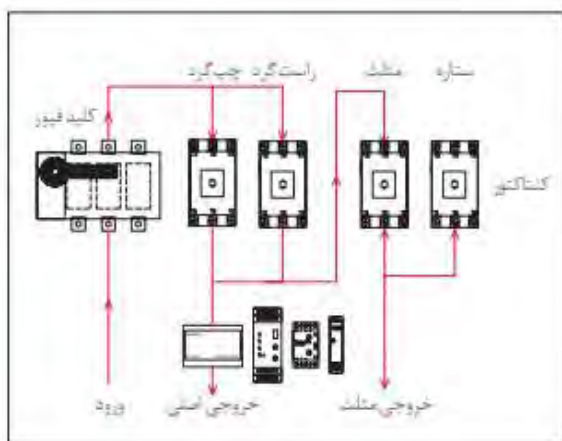 ستاره
مثلث
راست‌گرد
چپ‌گرد
کلید فیوز
کنتاکتور
خروجی مثلث
خروجی اصلی
ورود